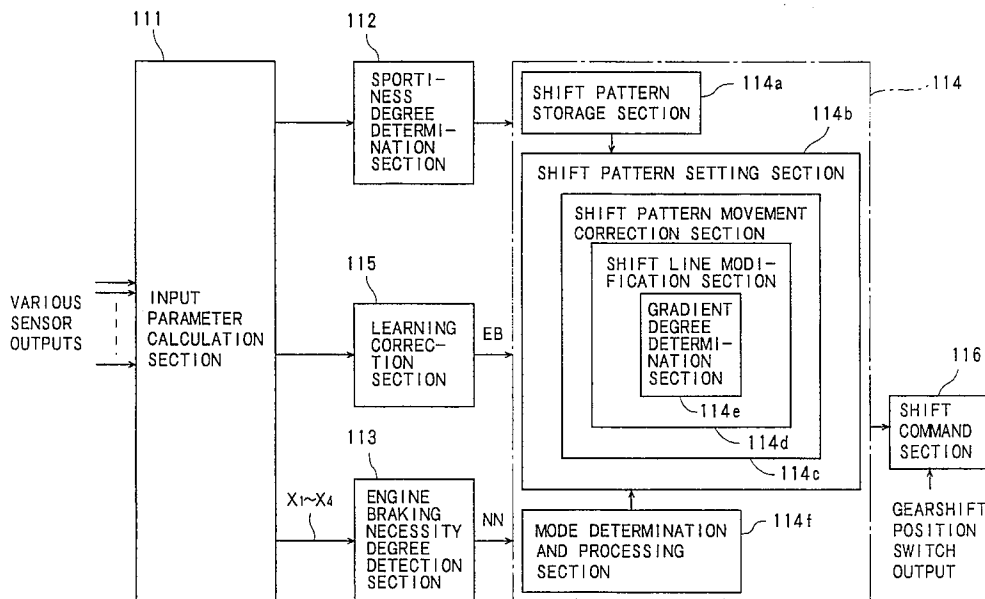 111
112
114a
114
114b
SPORTI-
NESS
DEGREE
DETERMI-
NATION
SECTION
SHIFT PATTERN
STORAGE SECTION
SHIFT PATTERN SETTING SECTION
SHIFT PATTERN MOVEMENT
CORRECTION SECTION
SHIFT LINE MODI-
FICATION SECTION
GRADIENT
DEGREE
DETERMI-
NATION
SECTION
114e
114d
114c
VARIOUS
SENSOR
OUTPUTS
INPUT
PARAMETER
CALCULATION
SECTION
115
LEARNING
CORREC-
TION
SECTION
EB
116
SHIFT
COMMAND
SECTION
113
X1~X4
ENGINE
BRAKING
NECESSITY
DEGREE
DETECTION
SECTION
NN
MODE DETERMINATION
AND PROCESSING
SECTION
114f
GEARSHIFT
POSITION
SWITCH
OUTPUT